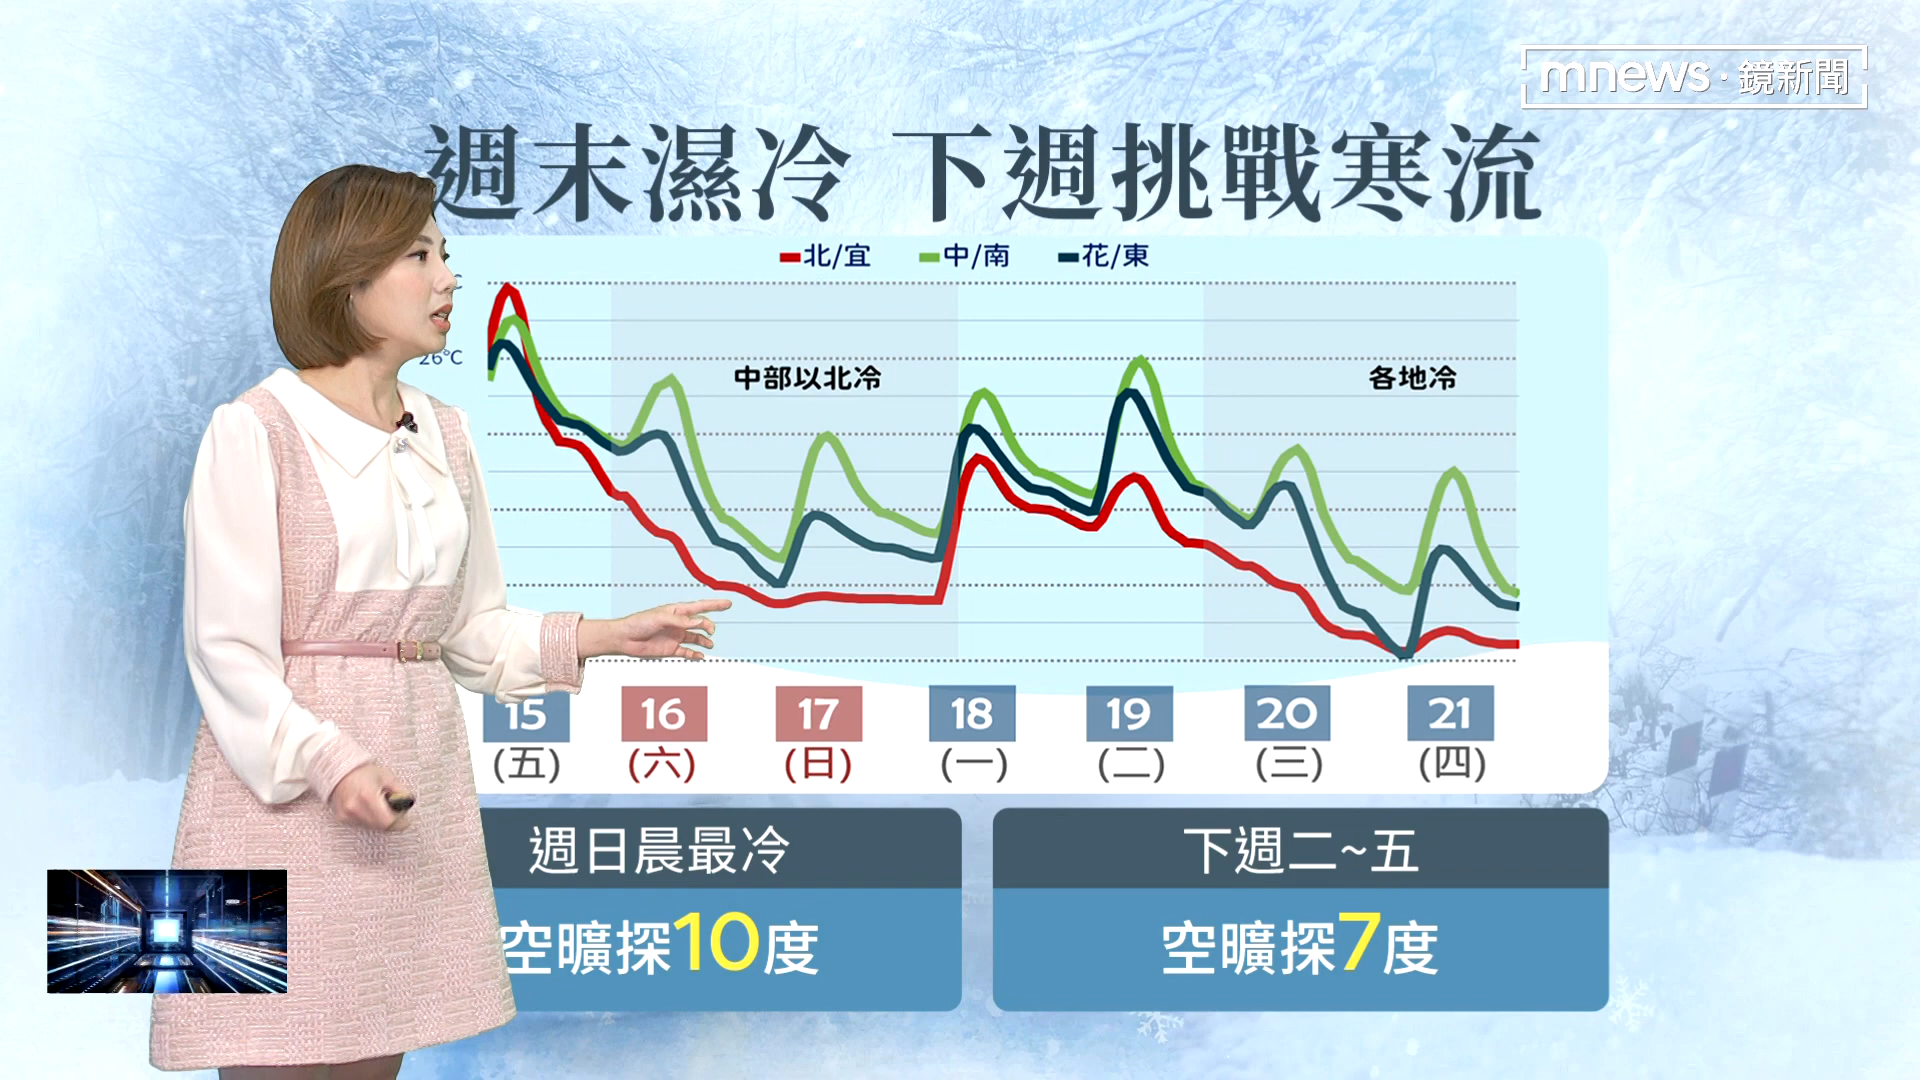 mnews·鏡新聞
週末濕冷 下週挑戰寒流
北/宜 中/南 花/東
26℃
中部以北冷 各地冷
15 16 17 18 19 20 21
(五) (六) (日) (一) (二) (三) (四)
週日晨最冷
空曠探10度
下週二~五
空曠探7度